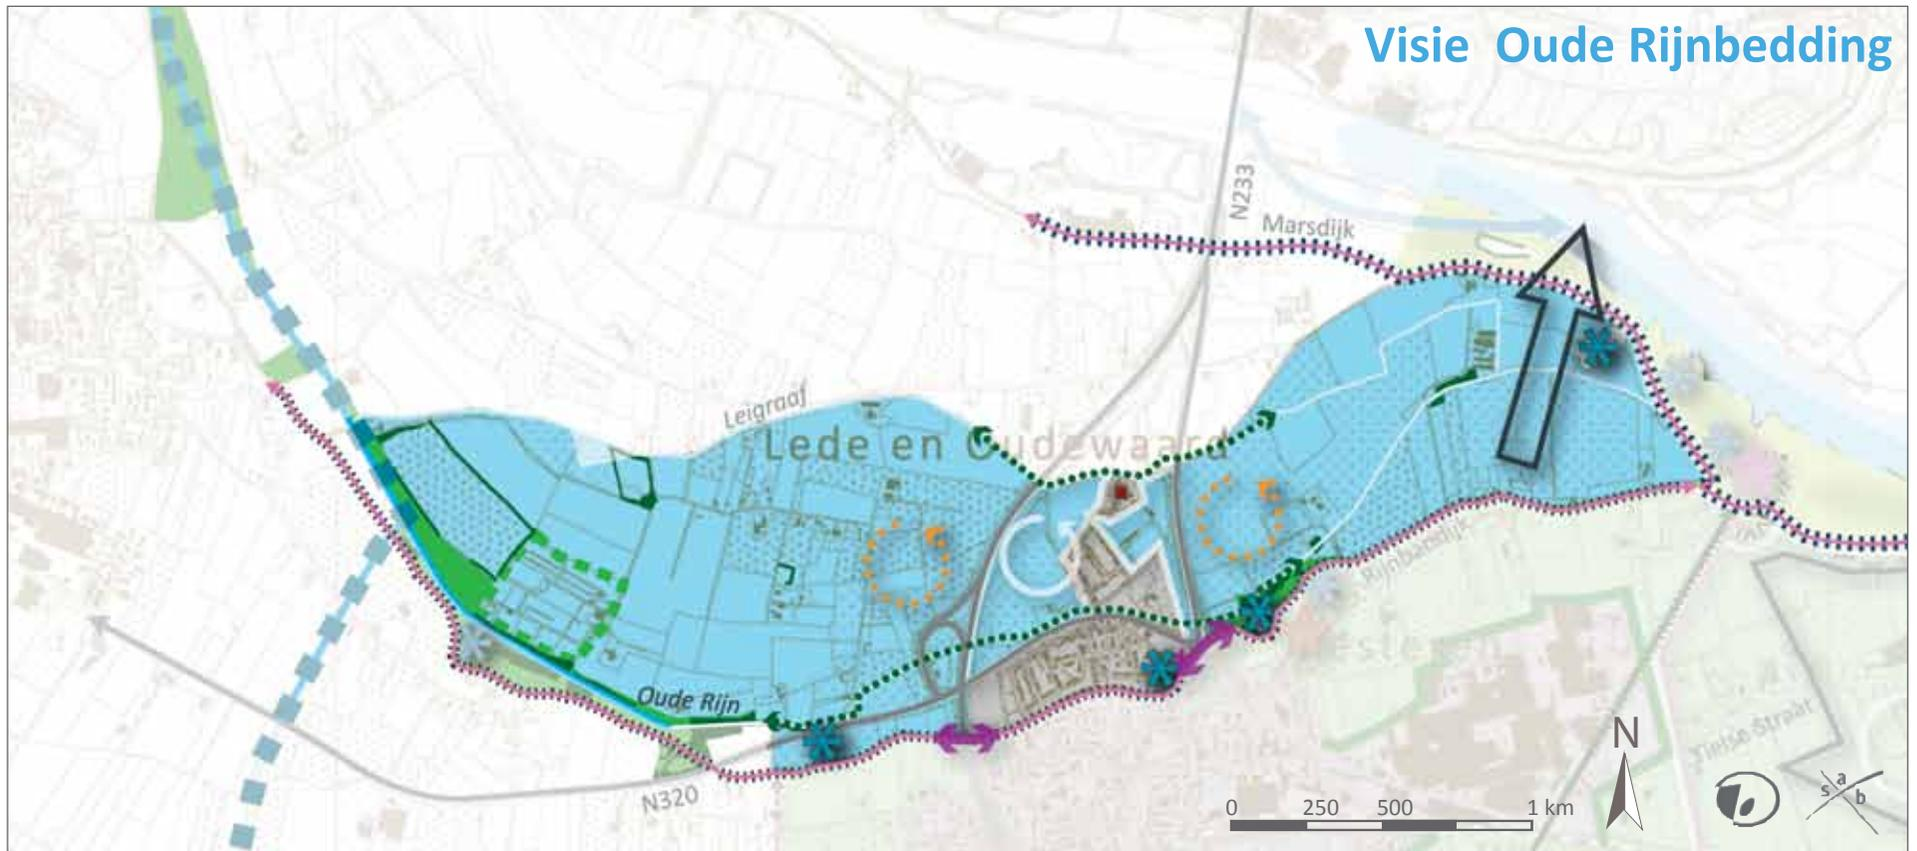 Visie Oude Rijnbedding
N233
Marsdijk
Leigraaf
Lede en Oudewaard
Rijnbandijk
Oude Rijn
Tielse Straat
N320
N
0 250 500 1 km
a
s b